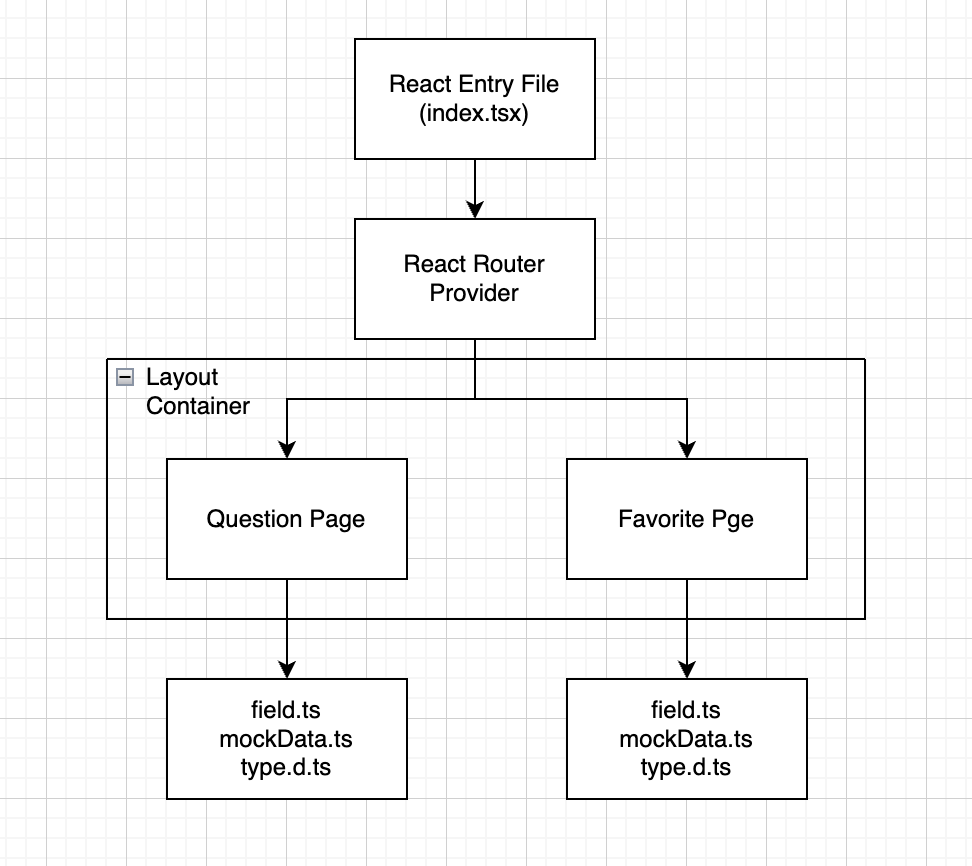 React Entry File
(index.tsx)
React Router
Provider
Layout
Container
Question Page
Favorite Pge
field.ts
mockData.ts
type.d.ts
field.ts
mockData.ts
type.d.ts